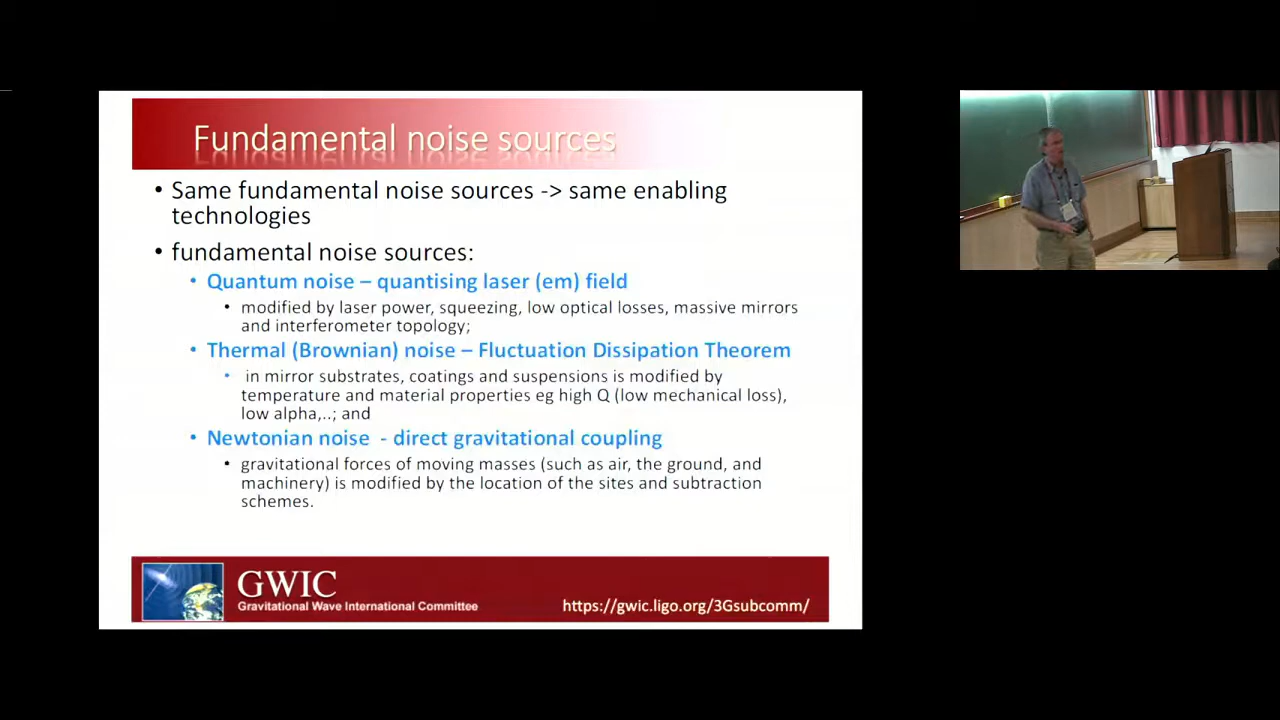 Fundamental noise sources
• Same fundamental noise sources -> same enabling
technologies
• fundamental noise sources:
• Quantum noise – quantising laser (em) field
• modified by laser power, squeezing, low optical losses, massive mirrors
and interferometer topology;
• Thermal (Brownian) noise – Fluctuation Dissipation Theorem
• in mirror substrates, coatings and suspensions is modified by
temperature and material properties eg high Q (low mechanical loss),
low alpha,..; and
• Newtonian noise - direct gravitational coupling
• gravitational forces of moving masses (such as air, the ground, and
machinery) is modified by the location of the sites and subtraction
schemes.
GWIC
Gravitational Wave International Committee
https://gwic.ligo.org/3Gsubcomm/